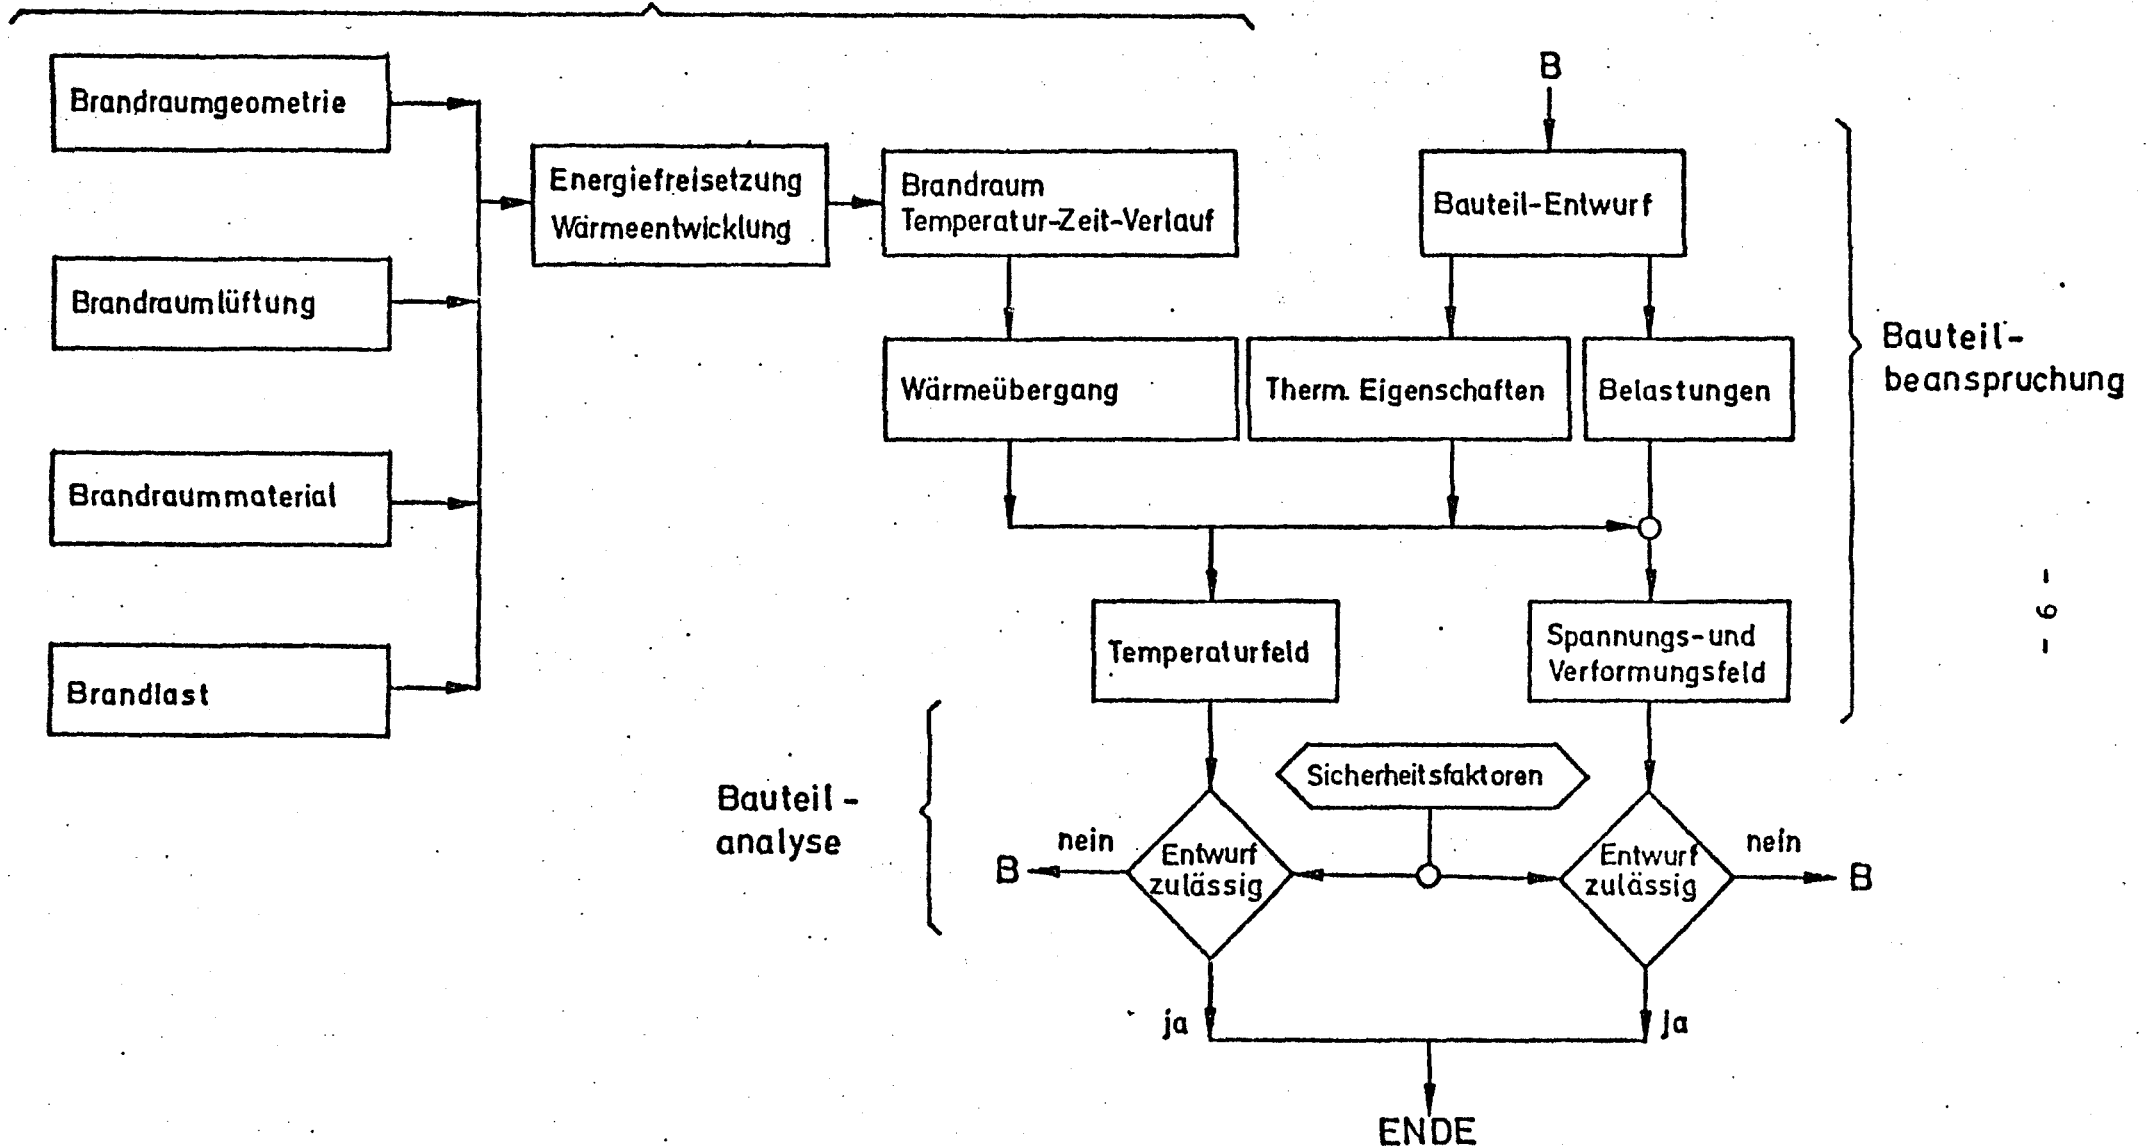 B
Brandraumgeometrie
Energiefreisetzung
Wärmeentwicklung
Brandraum
Temperatur-Zeit-Verlauf
Bauteil-Entwurf
Brandraumlüftung
Wärmeübergang
Therm. Eigenschaften
Belastungen
Bauteil-
beanspruchung
Brandraummaterial
Brandlast
Temperaturfeld
Spannungs-und
Verformungsfeld
- 6 -
Bauteil-
analyse
Sicherheitsfaktoren
nein
B
Entwurf
zulässig
Entwurf
zulässig
nein
B
ja
ja
ENDE